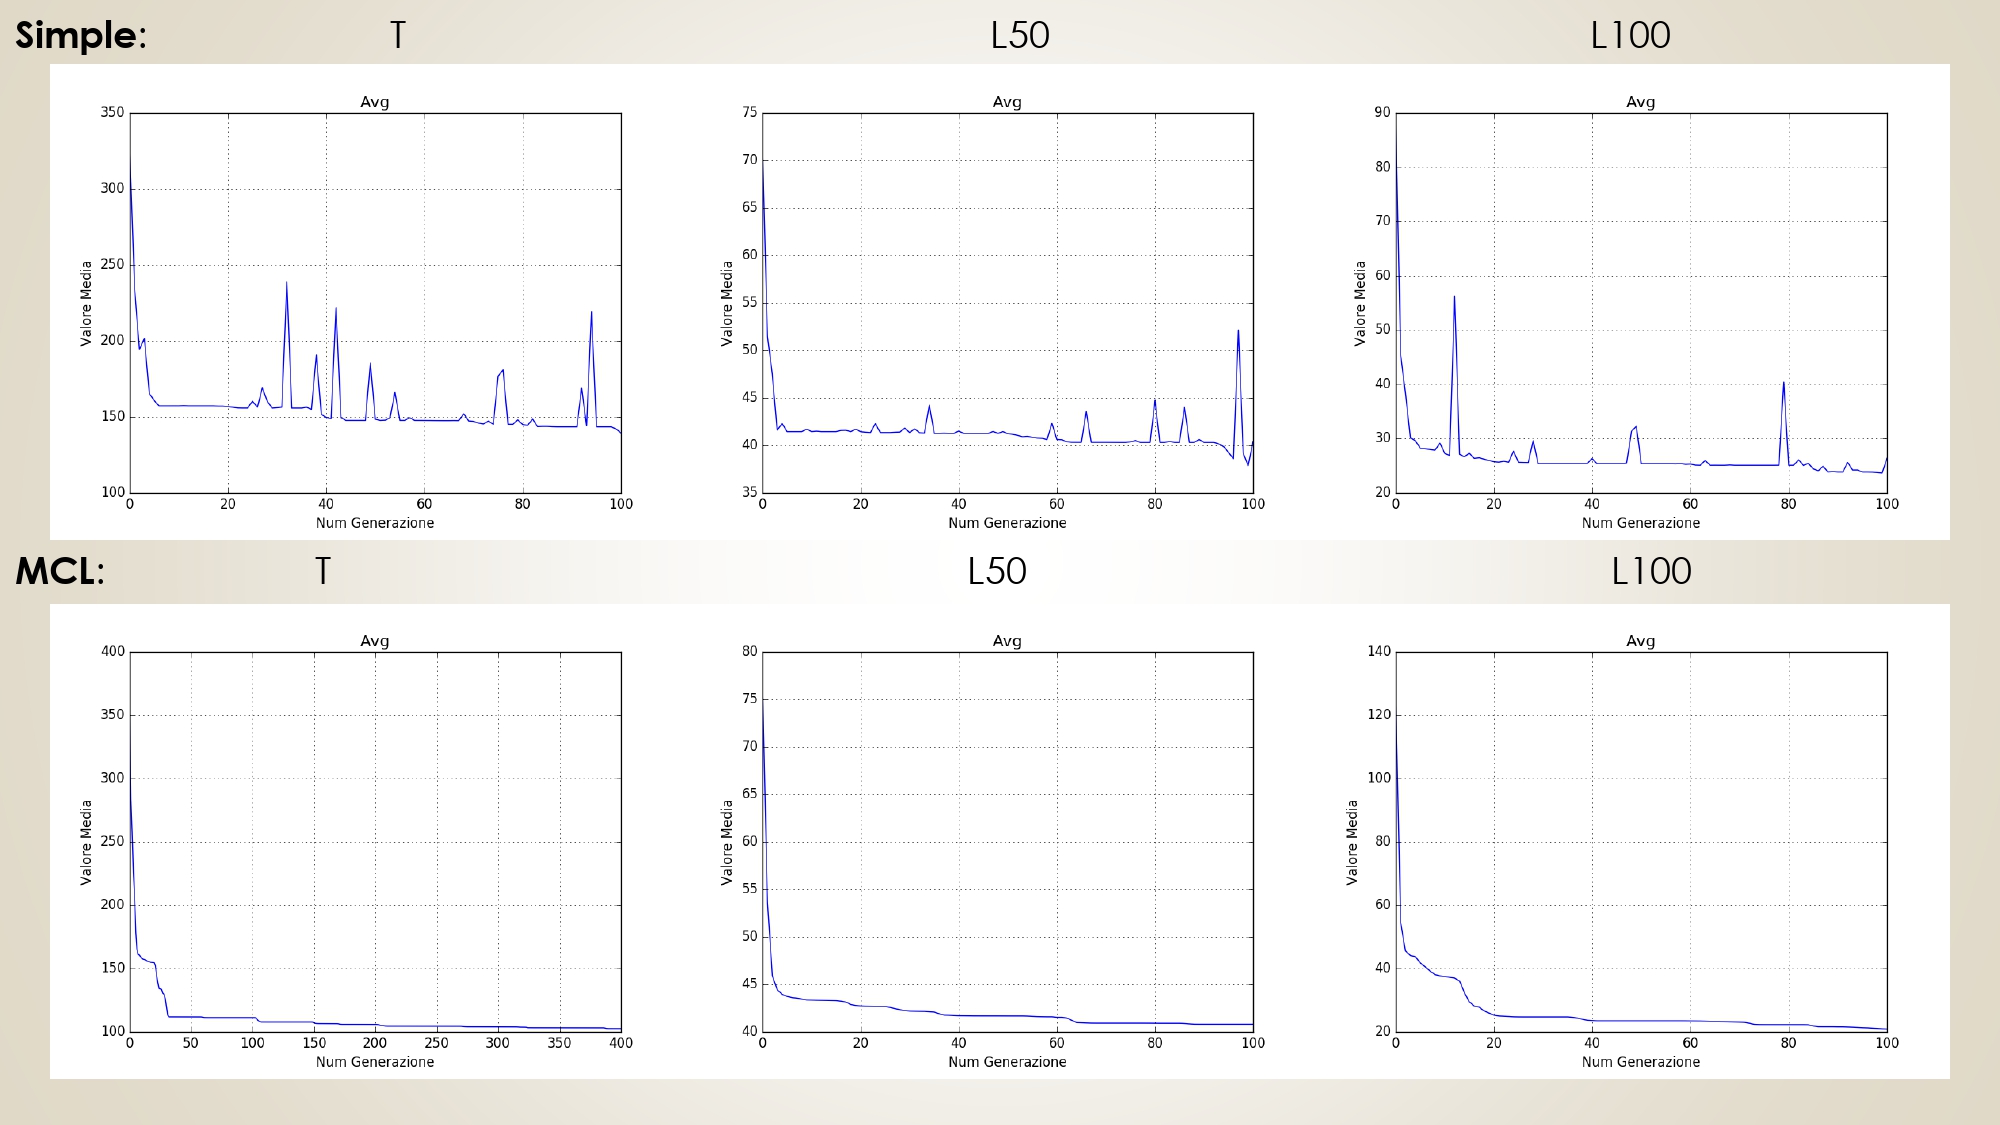 Simple: T L50 L100
Avg Avg Avg
350 75 90
300 70 80
250 65 70
200 60 60
150 55 50
100 50 40
45 30
40 20
35
Valore Media Valore Media Valore Media
0 20 40 60 80 100 0 20 40 60 80 100 0 20 40 60 80 100
Num Generazione Num Generazione Num Generazione
MCL: T L50 L100
Avg Avg Avg
400 80 140
350 75 120
300 70 100
250 65 80
200 60 60
150 55 40
100 50 20
45
40
Valore Media Valore Media Valore Media
0 50 100 150 200 250 300 350 400 0 20 40 60 80 100 0 20 40 60 80 100
Num Generazione Num Generazione Num Generazione